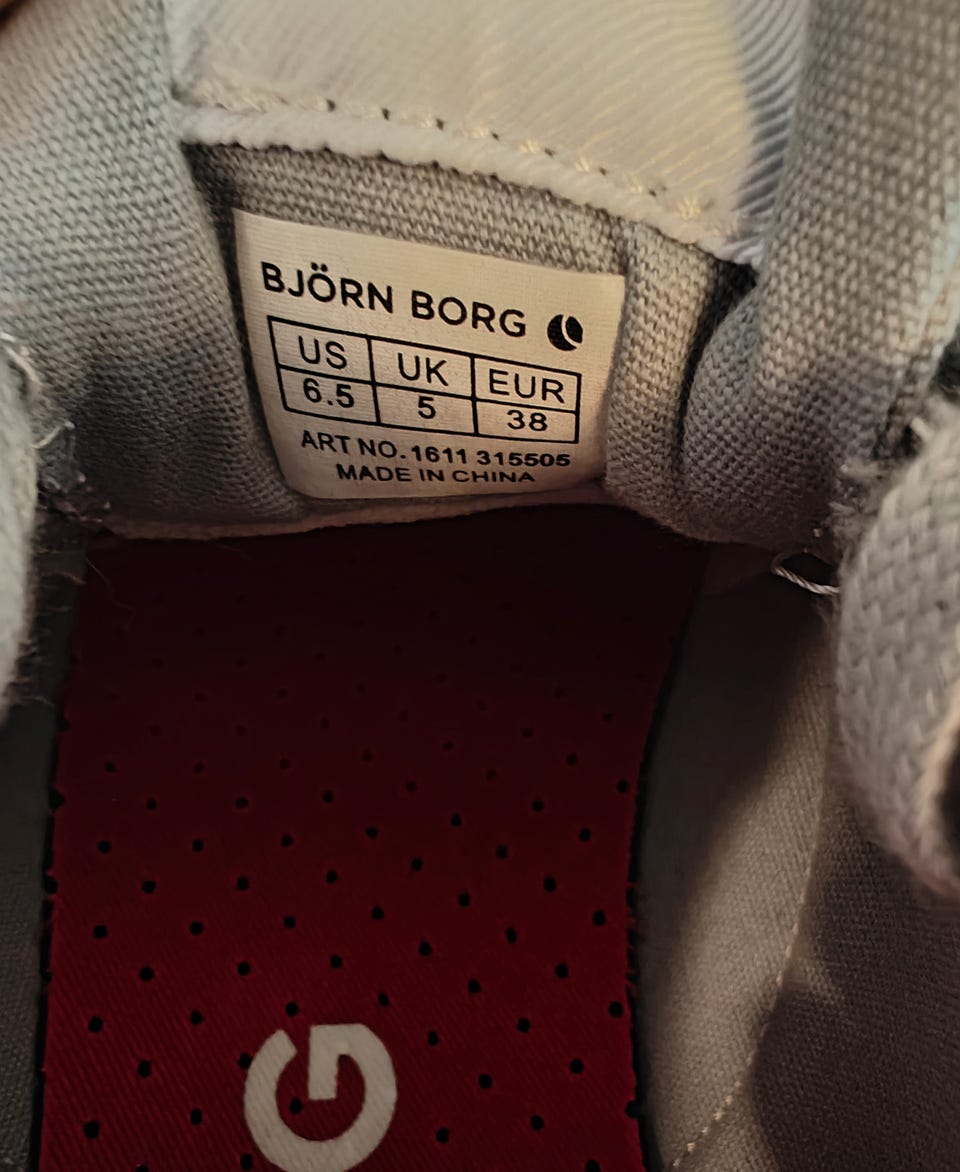 BJÖRN BORG
US UK EUR
6.5 5 38
ART NO. 1611 315505
MADE IN CHINA
G